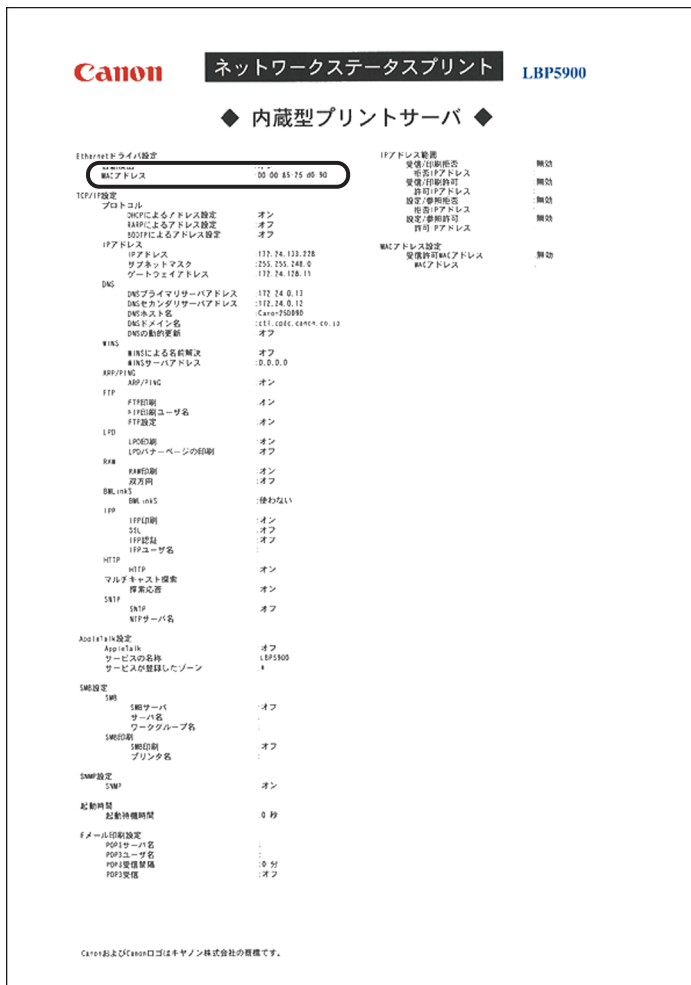 Canon
ネットワークステータスプリント
LBP5900
◆ 内蔵型プリントサーバ ◆
Ethernetドライバ設定
MACアドレス :00 00 85 25 d0 90
TCP/IP設定
プロトコル
DHCPによるアドレス設定 オン
RARPによるアドレス設定 オフ
BOOTPによるアドレス設定 オフ
IPアドレス
IPアドレス
サブネットマスク :255.255.248.0
ゲートウェイアドレス :172.24.128.11
DNS
DNSプライマリサーバアドレス :172 24 0.13
DNSセカンダリサーバアドレス :172.24.0.12
DNSホスト名
DNSドメイン名
DNSの動的更新 オフ
WINS
WINSによる名前解決 オフ
WINSサーバアドレス :0.0.0.0
ARP/PING
ARP/PING :オン
FTP
FTP印刷 :オン
FTP印刷ユーザ名
FTP設定 :オン
LPD
LPD印刷 :オン
LPDバナーページの印刷 :オフ
RAW
RAW印刷 :オン
双方向 :オフ
BMLinkS
BMLinkS :使わない
IPP
IPP印刷 :オン
SSL :オフ
IPP認証 :オフ
IPPユーザ名 :
HTTP
HTTP オン
マルチキャスト探索
探索応答 オン
SNTP
SNTP オフ
NTPサーバ名
AppleTalk設定
AppleTalk オフ
サービスの名称 LBP5900
サービスが登録したゾーン *
SMB設定
SMB
SMBサーバ :オフ
サーバ名 :
ワークグループ名 :
SMB印刷
SMB印刷 :オフ
プリンタ名 :
SNMP設定
SNMP オン
起動時間
起動待機時間 :0 秒
Eメール印刷設定
POP3サーバ名 :
POP3ユーザ名 :
POP3受信間隔 :0 分
POP3受信 :オフ
IPアドレス範囲
受信/印刷拒否 :無効
拒否IPアドレス :
受信/印刷許可 :無効
許可IPアドレス :
設定/参照拒否 :無効
拒否IPアドレス :
設定/参照許可 :無効
許可IPアドレス
MACアドレス設定
受信許可MACアドレス :無効
MACアドレス :
CanonおよびCanonロゴはキヤノン株式会社の商標です。